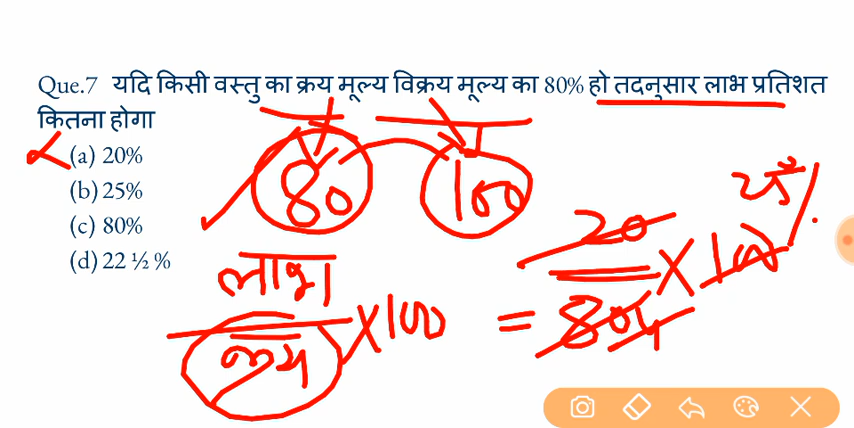 Que.7 यदि किसी वस्तु का क्रय मूल्य विक्रय मूल्य का 80% हो तदनुसार लाभ प्रतिशत
कितना होगा
(a) 20%
(b) 25%
(c) 80%
(d) 22 ½ %
80 100
लाभ
क्रय
×100
=
20
80
×100
25%